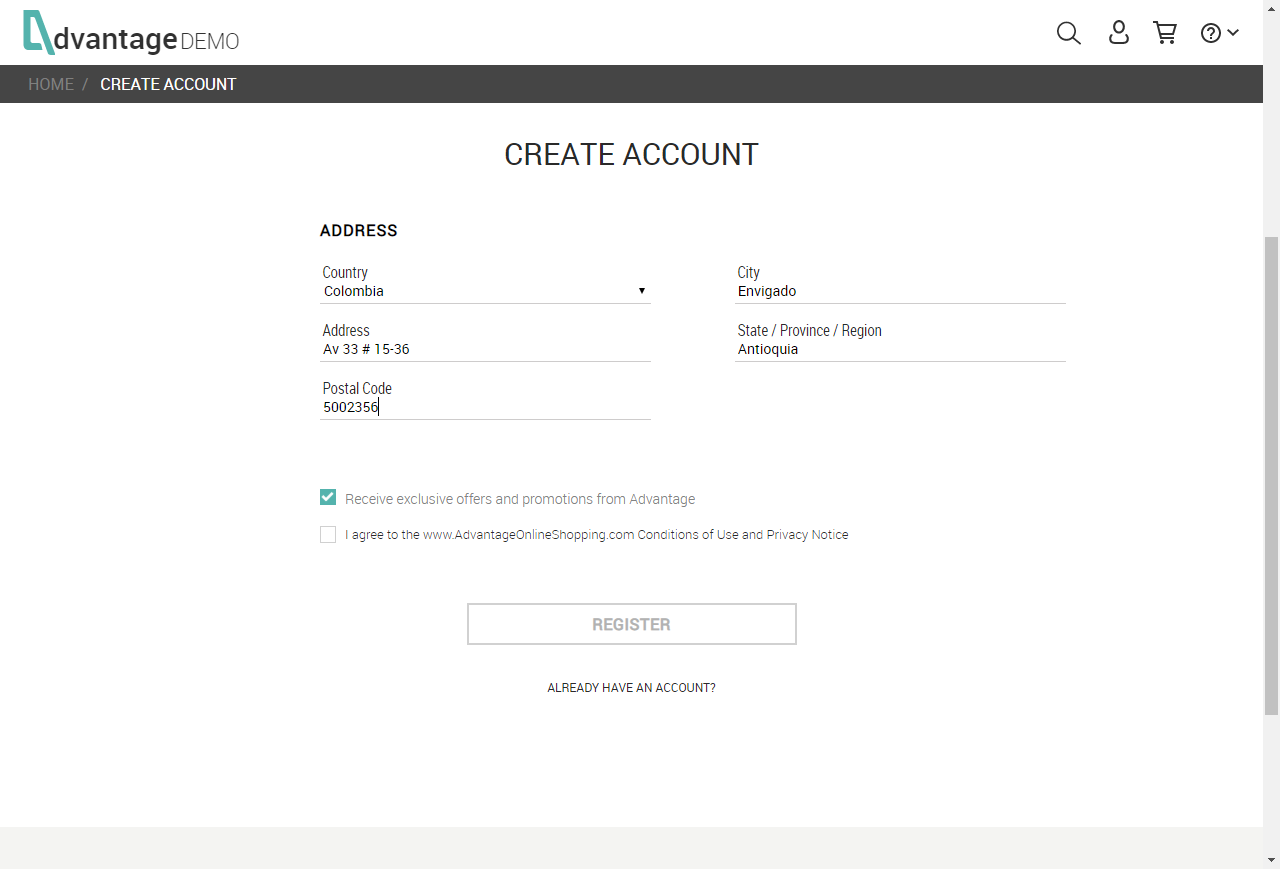 dvantage DEMO
HOME / CREATE ACCOUNT
CREATE ACCOUNT
ADDRESS
Country
Colombia
City
Envigado
Address
Av 33 # 15-36
State / Province / Region
Antioquia
Postal Code
5002356
Receive exclusive offers and promotions from Advantage
I agree to the www.AdvantageOnlineShopping.com Conditions of Use and Privacy Notice
REGISTER
ALREADY HAVE AN ACCOUNT?